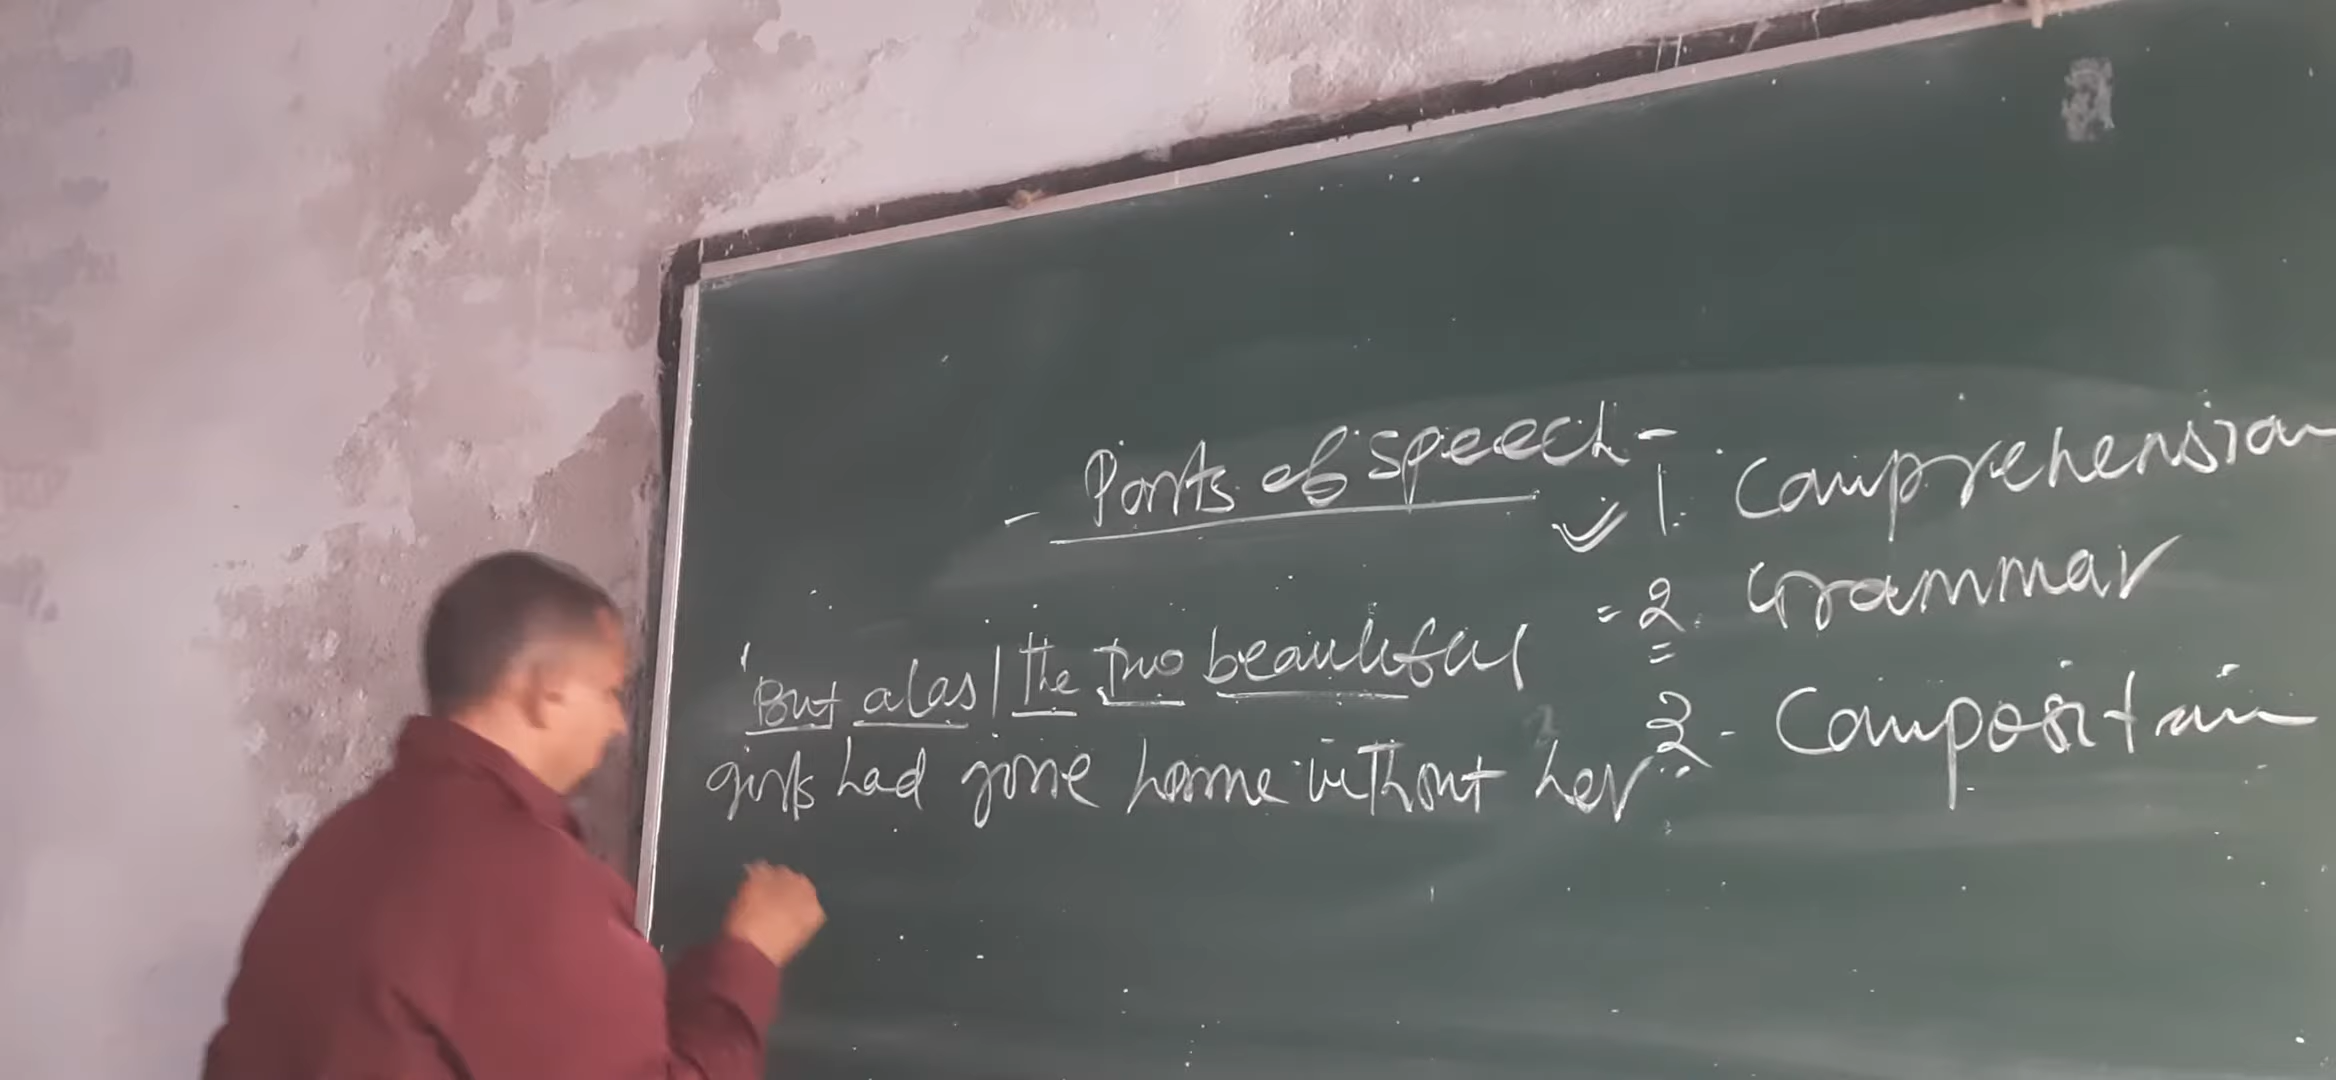 - Parts of speech -
'But alas | the two beautiful
girls had gone home without her
1. Comprehension
= 2. Grammar
3 - Composition